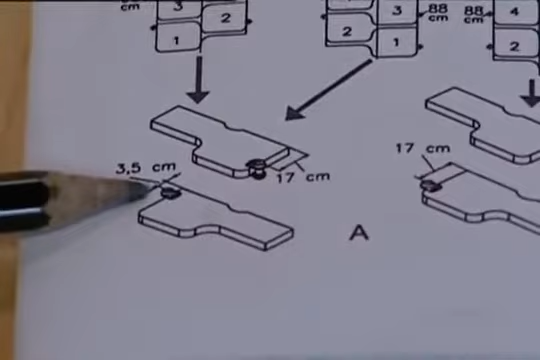 cm 3 2 3 88 88 4
cm cm
1 2 1 2
17 cm
3,5 cm 17 cm
A